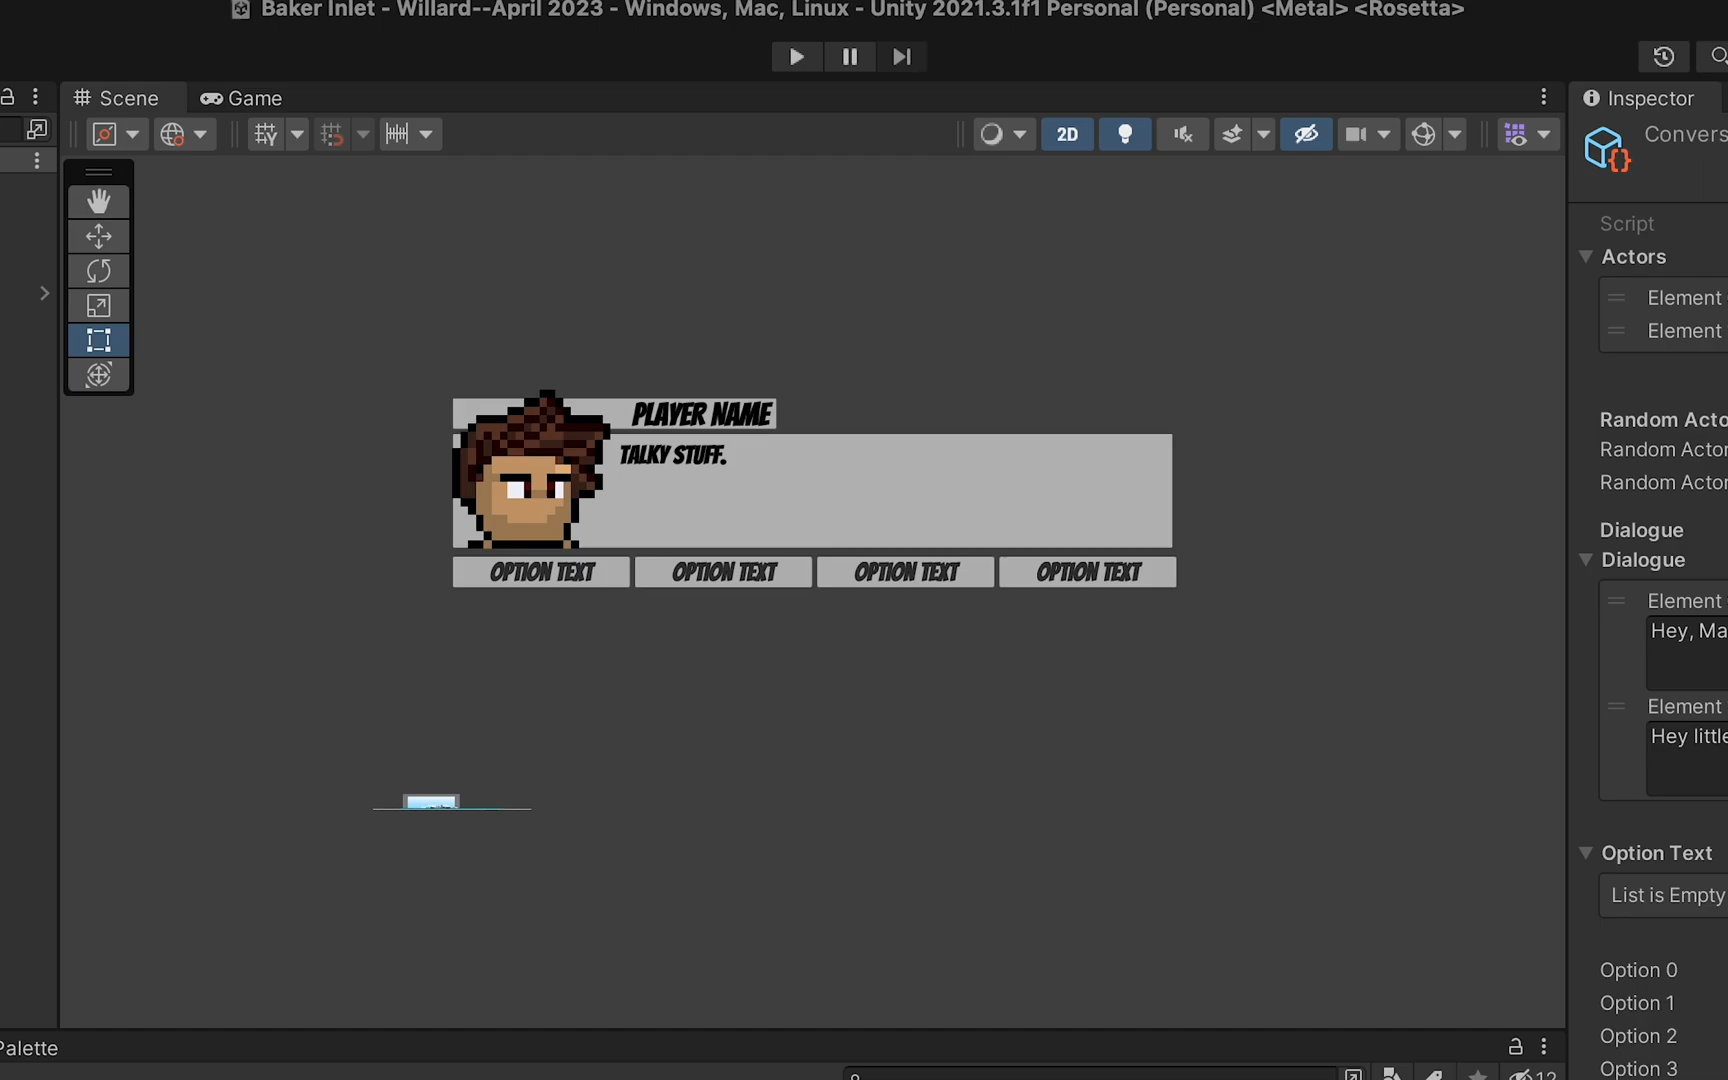 Baker Inlet - Willard--April 2023 - Windows, Mac, Linux - Unity 2021.3.1f1 Personal (Personal) <Metal> <Rosetta>
Scene
Game
Inspector
2D
Convers
Script
Actors
Element
Element
Random Acto
Random Actor
Random Actor
PLAYER NAME
TALKY STUFF.
Dialogue
Dialogue
OPTION TEXT OPTION TEXT OPTION TEXT OPTION TEXT
Element
Hey, Ma
Element
Hey little
Option Text
List is Empty
Option 0
Option 1
Option 2
Option 3
Palette
12